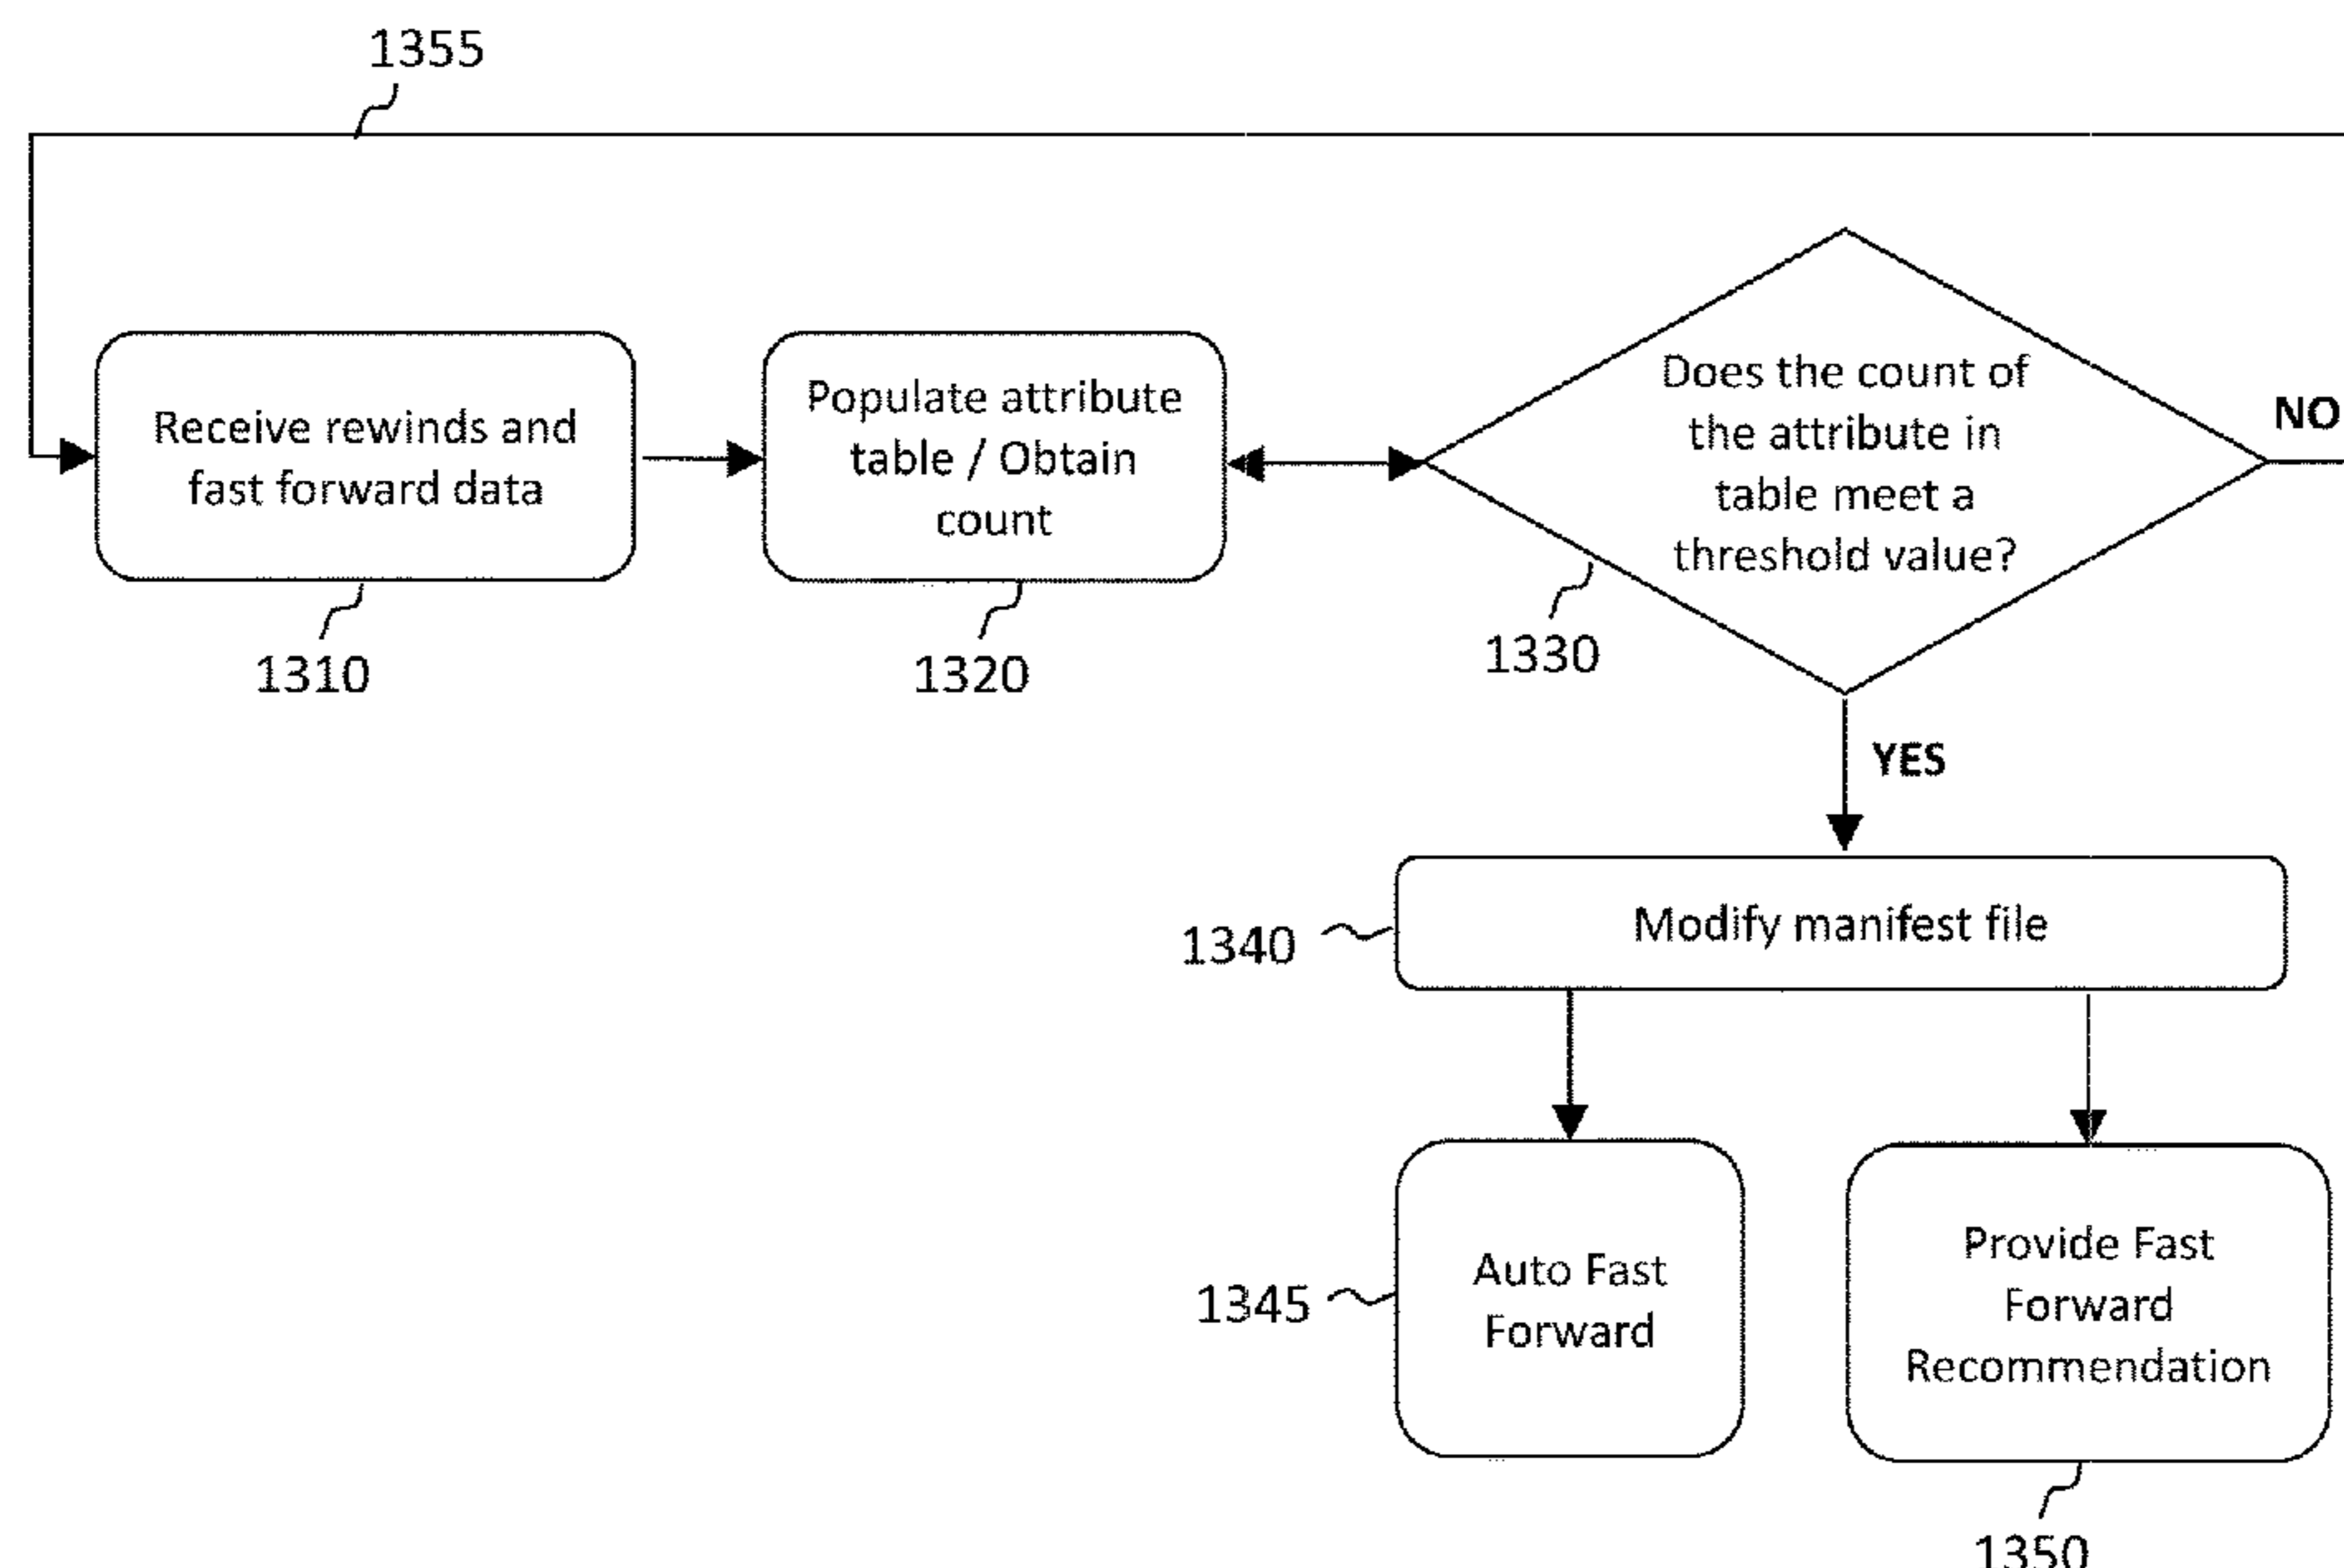 1355
Receive rewinds and
fast forward data
1310
Populate attribute
table / Obtain
count
1320
Does the count of
the attribute in
table meet a
threshold value?
1330
NO
YES
Modify manifest file
1340
Auto Fast
Forward
1345
Provide Fast
Forward
Recommendation
1350